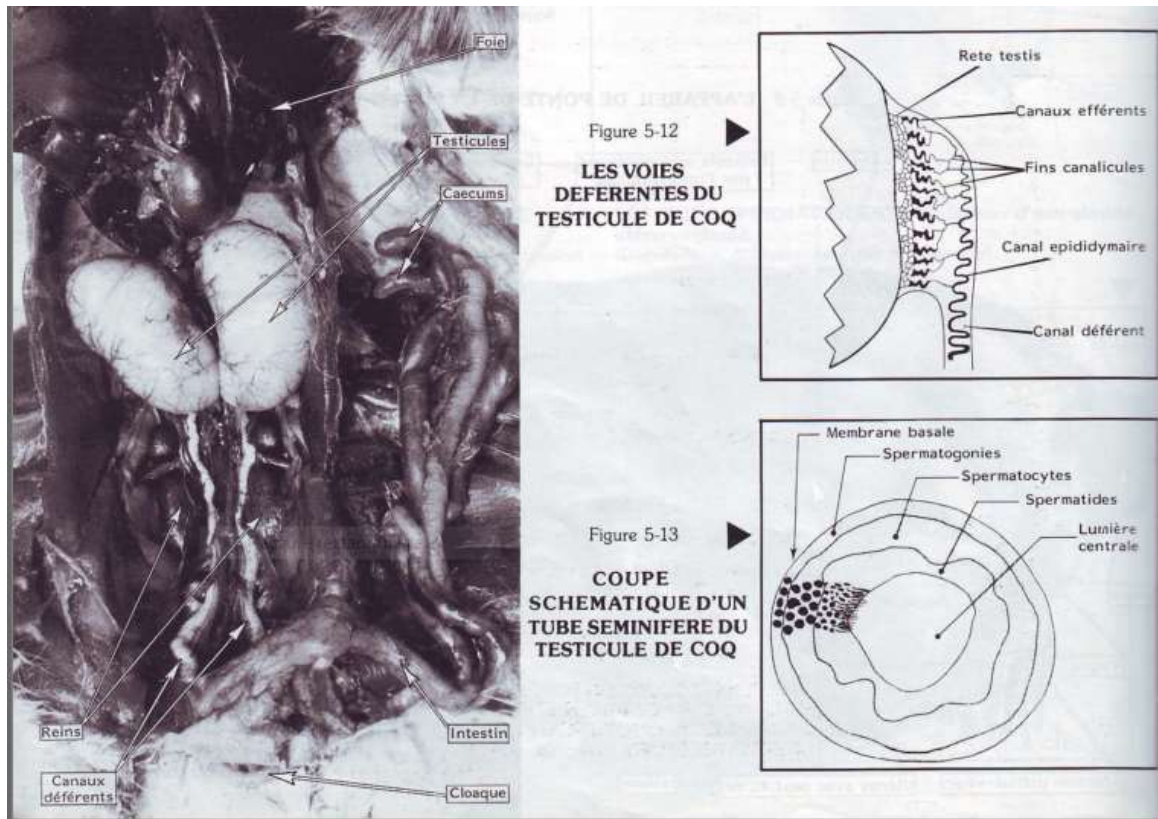 Foie
Testicules
Caecums
Reins
Canaux
déférents
Intestin
Cloaque
Figure 5-12
LES VOIES
DEFERENTES DU
TESTICULE DE COQ
Rete testis
Canaux efférents
Fins canalicules
Canal epididymaire
Canal déférent
Figure 5-13
COUPE
SCHEMATIQUE D'UN
TUBE SEMINIFERE DU
TESTICULE DE COQ
Membrane basale
Spermatogonies
Spermatocytes
Spermatides
Lumière
centrale